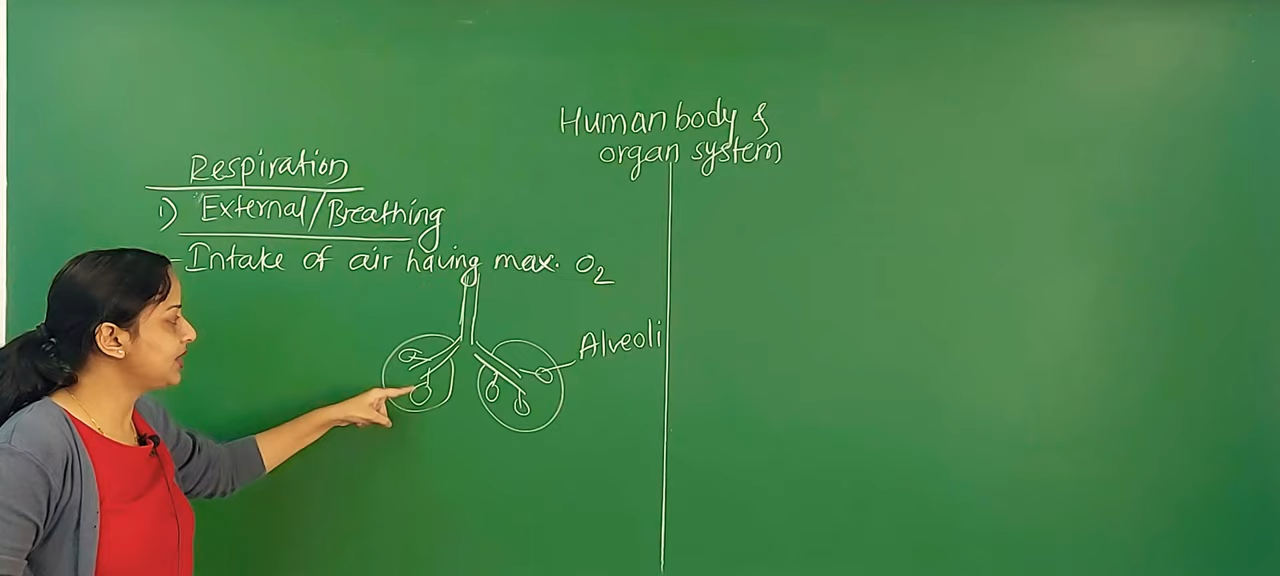 Human body &
organ system
Respiration
1) External/Breathing
- Intake of air having max. O2
Alveoli